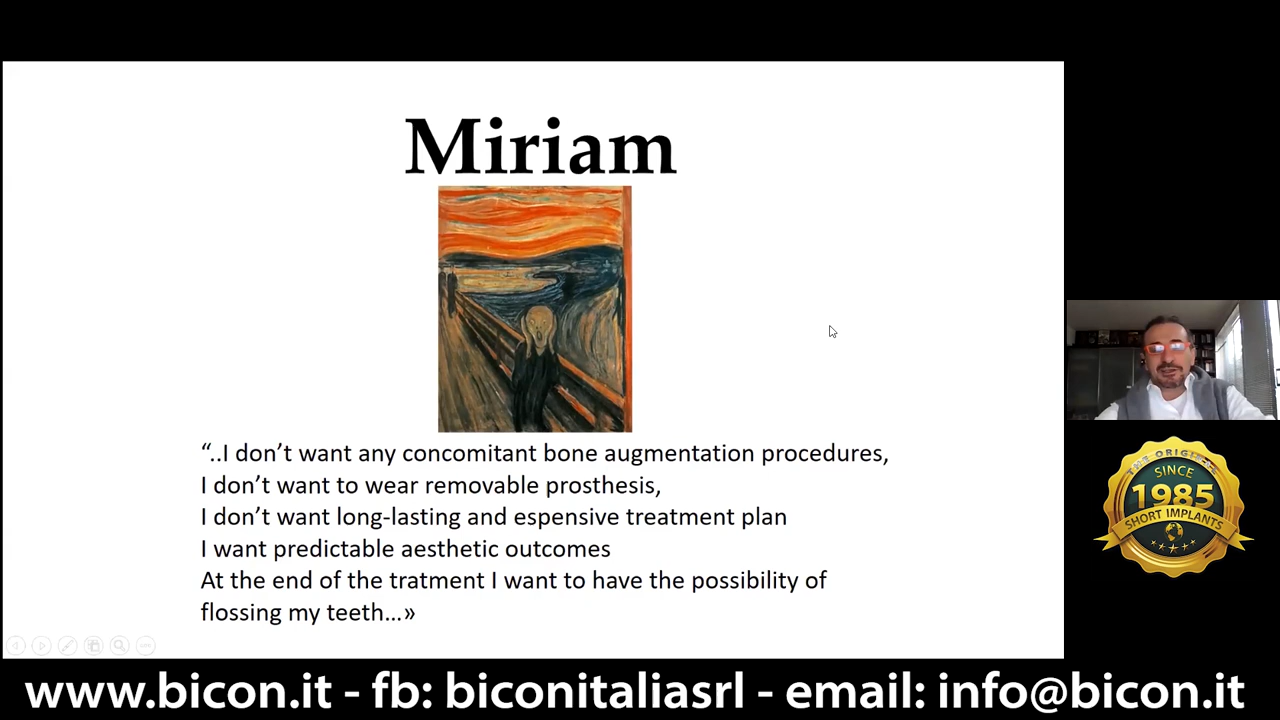 Miriam
“..I don’t want any concomitant bone augmentation procedures,
I don’t want to wear removable prosthesis,
I don’t want long-lasting and espensive treatment plan
I want predictable aesthetic outcomes
At the end of the tratment I want to have the possibility of
flossing my teeth...»
THE ORIGINAL
SINCE
1985
SHORT IMPLANTS
www.bicon.it - fb: biconitaliasrl - email: info@bicon.it